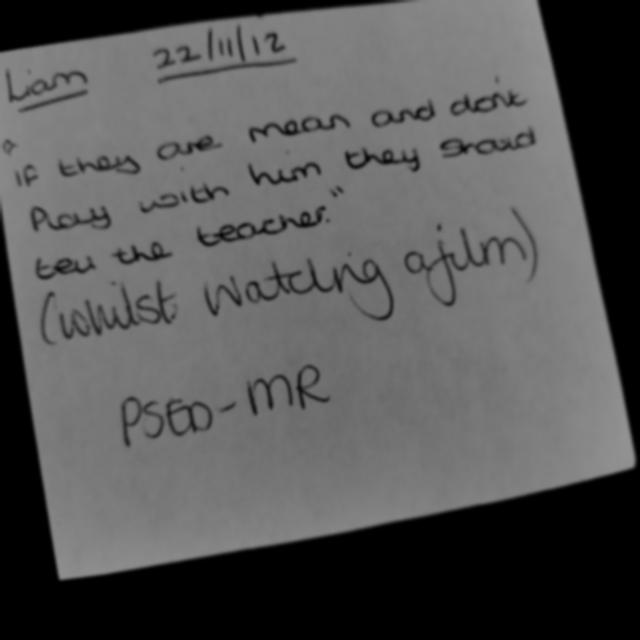 Liam 22/11/12
"if they are mean and don't
Play with him they should
tell the teacher."
(whilst watching a film)
PSED-MR